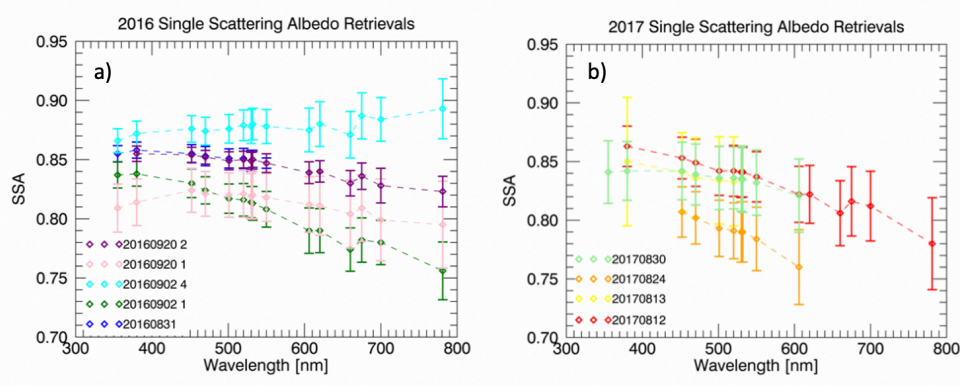 2016 Single Scattering Albedo Retrievals
a)
0.95
0.90
0.85
0.80
0.75
0.70
SSA
20160920 2
20160920 1
20160902 4
20160902 1
20160831
300 400 500 600 700 800
Wavelength [nm]
2017 Single Scattering Albedo Retrievals
b)
0.95
0.90
0.85
0.80
0.75
0.70
SSA
20170830
20170824
20170813
20170812
300 400 500 600 700 800
Wavelength [nm]